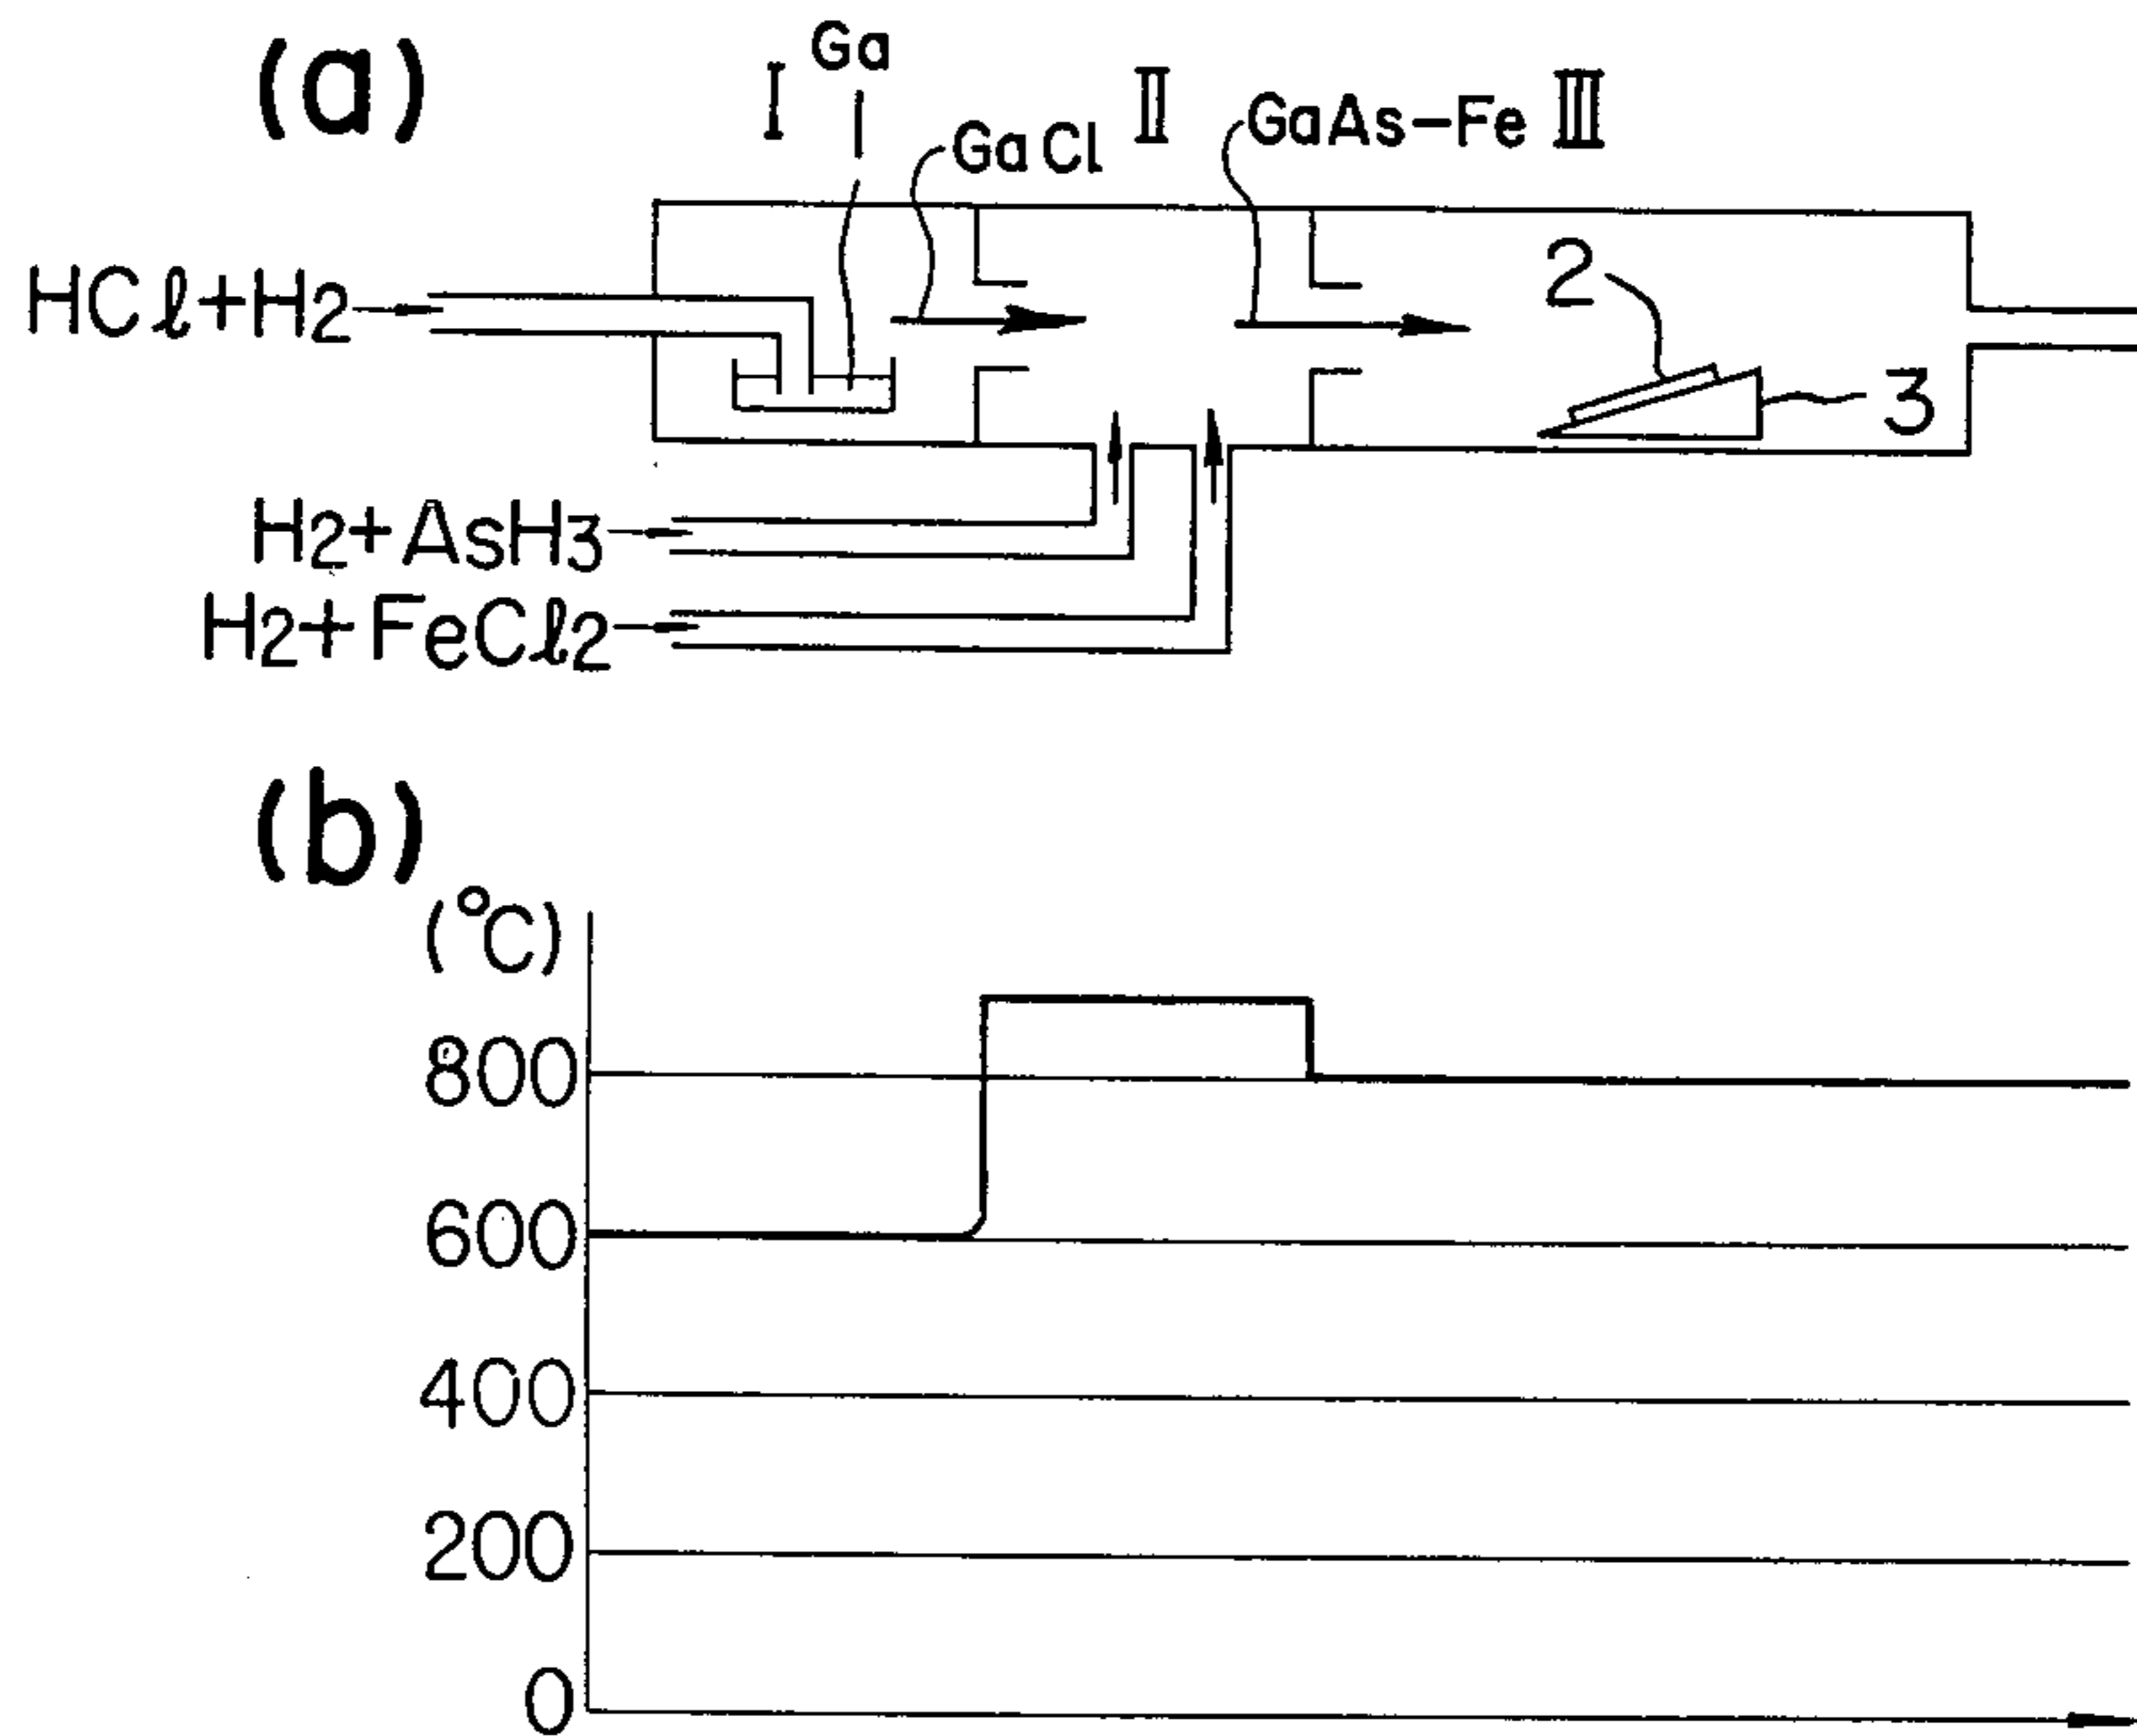 (a)
I
Ga
GaCl
II
GaAs-Fe
III
HCl+H2
2
3
H2+AsH3
H2+FeCl2
(b)
(°C)
800
600
400
200
0